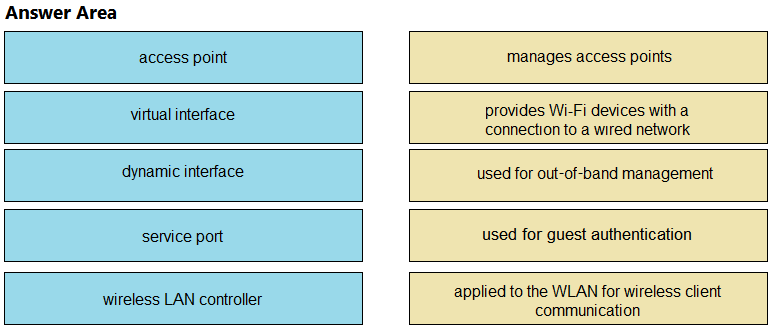 Answer Area
access point
manages access points
virtual interface
provides Wi-Fi devices with a
connection to a wired network
dynamic interface
used for out-of-band management
service port
used for guest authentication
wireless LAN controller
applied to the WLAN for wireless client
communication